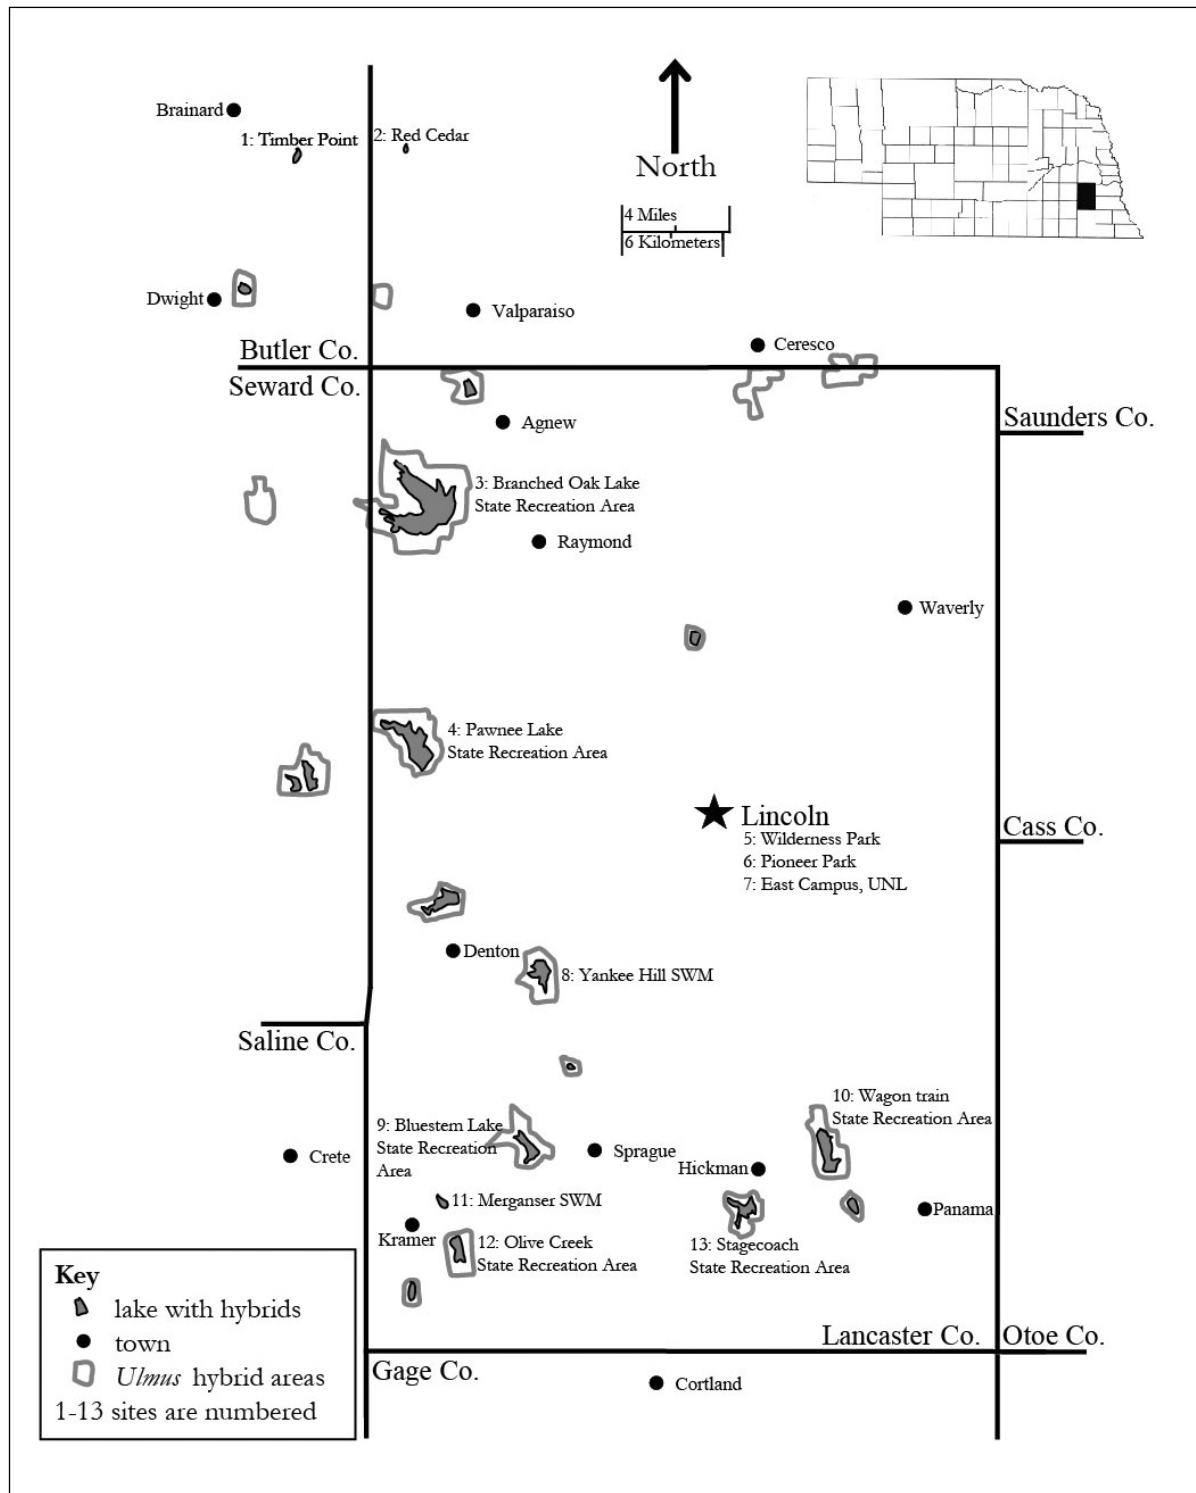 Brainard
1: Timber Point
2: Red Cedar
North
4 Miles
6 Kilometers
Dwight
Valparaiso
Ceresco
Butler Co.
Seward Co.
Agnew
Saunders Co.
3: Branched Oak Lake
State Recreation Area
Raymond
Waverly
4: Pawnee Lake
State Recreation Area
Lincoln
5: Wilderness Park
6: Pioneer Park
7: East Campus, UNL
Cass Co.
Denton
8: Yankee Hill SWM
Saline Co.
10: Wagon train
State Recreation Area
9: Bluestem Lake
State Recreation
Area
Crete
Sprague
Hickman
11: Merganser SWM
Panama
Kramer
12: Olive Creek
State Recreation Area
13: Stagecoach
State Recreation Area
Key
lake with hybrids
town
Ulmus hybrid areas
1-13 sites are numbered
Lancaster Co.
Otoe Co.
Gage Co.
Cortland